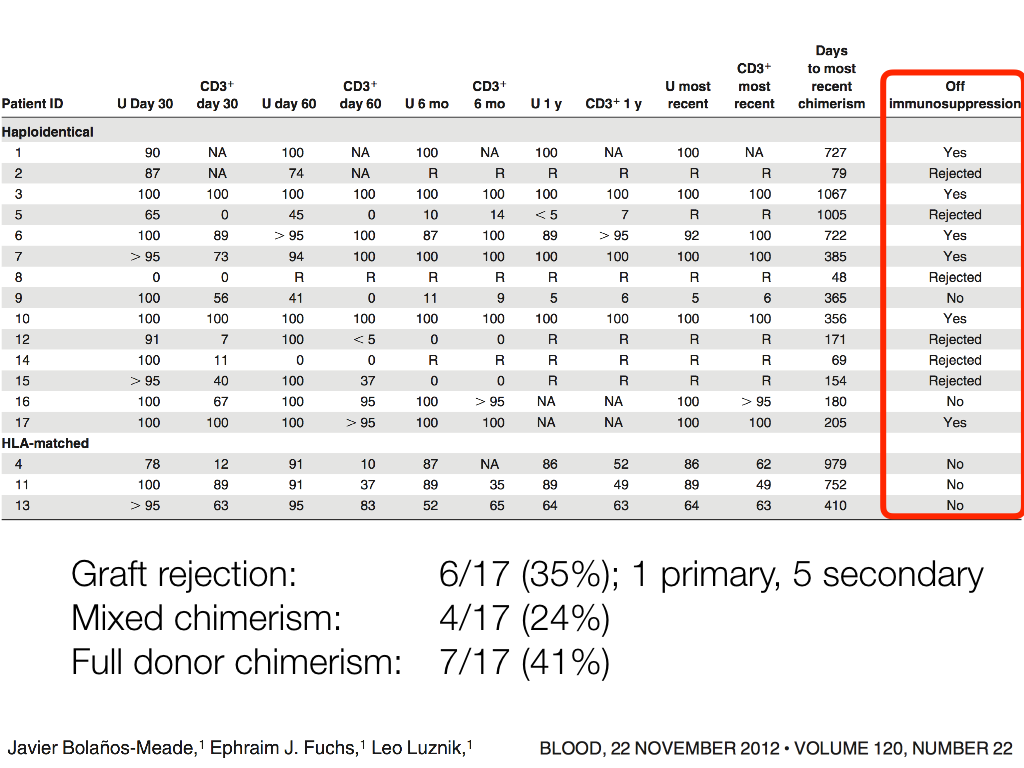 Patient ID U Day 30 CD3+ day 30 U day 60 CD3+ day 60 U 6 mo CD3+ 6 mo U 1 y CD3+ 1 y U most recent CD3+ most recent Days to most recent chimerism Off immunosuppression
Haploidentical
1 90 NA 100 NA 100 NA 100 NA 100 NA 727 Yes
2 87 NA 74 NA R R R R R R 79 Rejected
3 100 100 100 100 100 100 100 100 100 100 1067 Yes
5 65 0 45 0 10 14 < 5 7 R R 1005 Rejected
6 100 89 > 95 100 87 100 89 > 95 92 100 722 Yes
7 > 95 73 94 100 100 100 100 100 100 100 385 Yes
8 0 0 R R R R R R R R 48 Rejected
9 100 56 41 0 11 9 5 6 5 6 365 No
10 100 100 100 100 100 100 100 100 100 100 356 Yes
12 91 7 100 < 5 0 0 R R R R 171 Rejected
14 100 11 0 0 R R R R R R 69 Rejected
15 > 95 40 100 37 0 0 R R R R 154 Rejected
16 100 67 100 95 100 > 95 NA NA 100 > 95 180 No
17 100 100 100 > 95 100 100 NA NA 100 100 205 Yes
HLA-matched
4 78 12 91 10 87 NA 86 52 86 62 979 No
11 100 89 91 37 89 35 89 49 89 49 752 No
13 > 95 63 95 83 52 65 64 63 64 63 410 No
Graft rejection: 6/17 (35%); 1 primary, 5 secondary
Mixed chimerism: 4/17 (24%)
Full donor chimerism: 7/17 (41%)
Javier Bolaños-Meade,¹ Ephraim J. Fuchs,¹ Leo Luznik,¹ BLOOD, 22 NOVEMBER 2012 • VOLUME 120, NUMBER 22